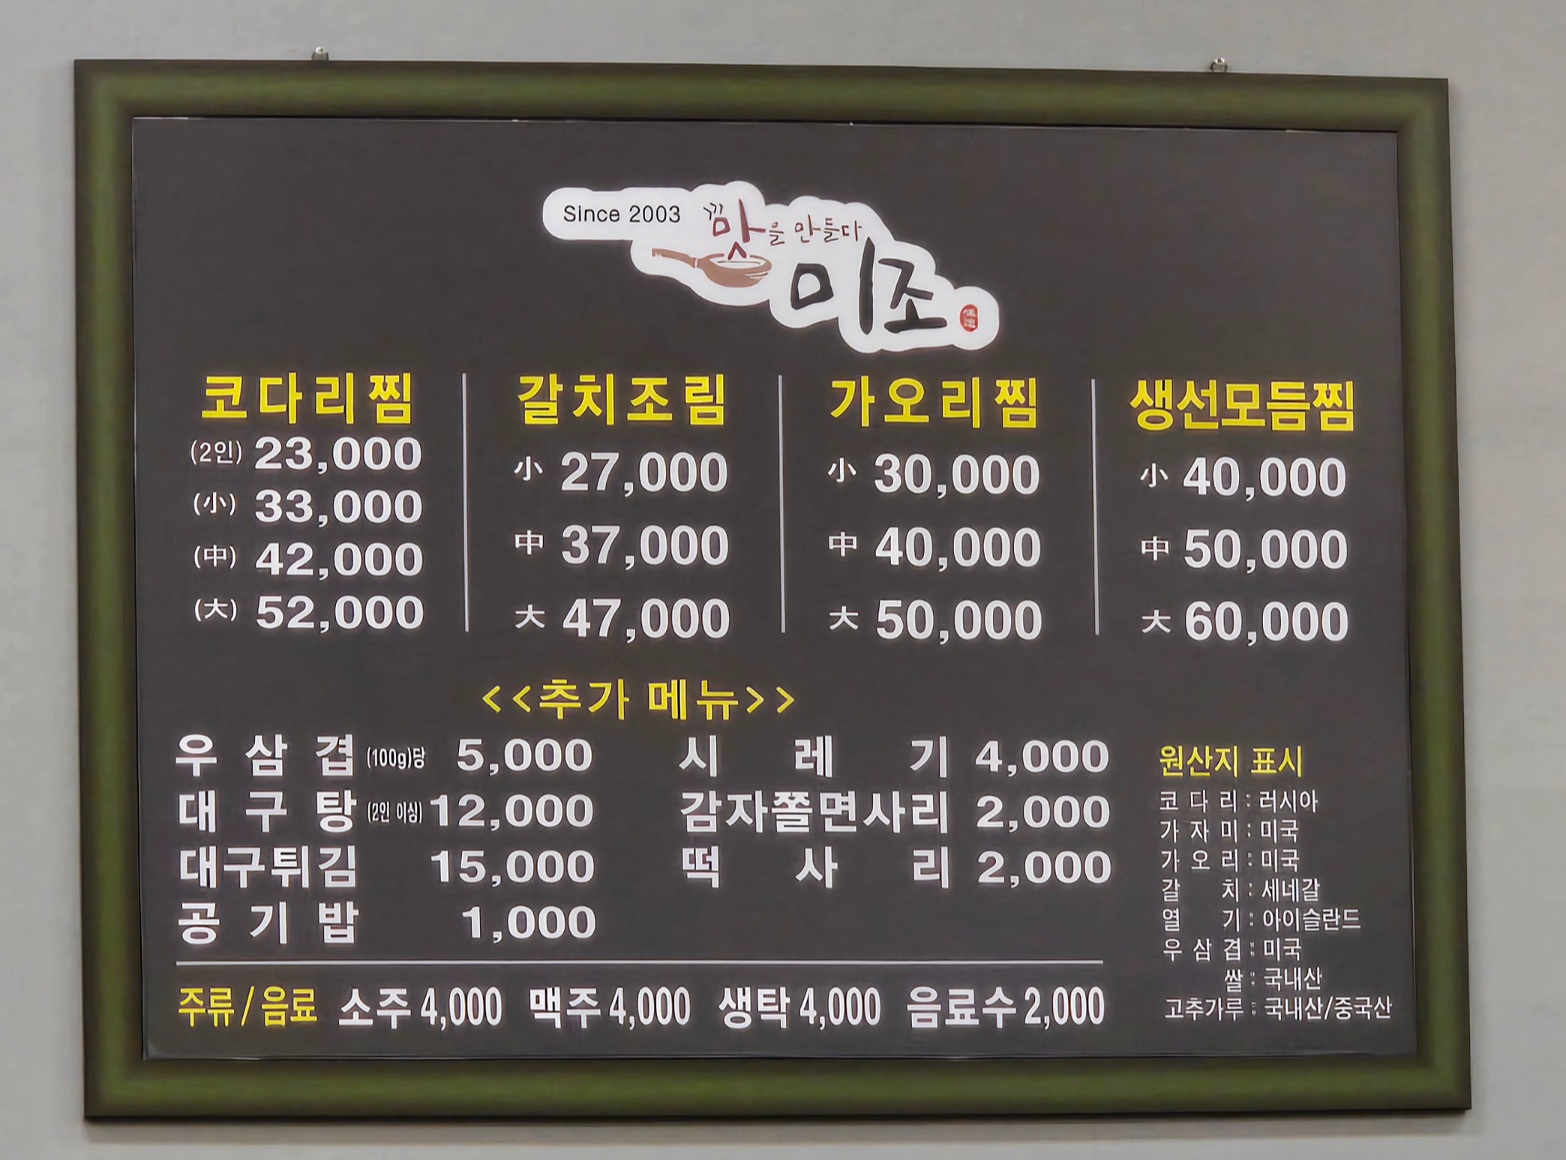 Since 2003
맛을 만들다
미조
코다리찜
(2인) 23,000
(小) 33,000
(中) 42,000
(大) 52,000
갈치조림
小 27,000
中 37,000
大 47,000
가오리찜
小 30,000
中 40,000
大 50,000
생선모듬찜
小 40,000
中 50,000
大 60,000
<<추가 메뉴>>
우삼겹 (100g)당 5,000
대구탕 (2인 이상) 12,000
대구튀김 15,000
공기밥 1,000
시레기 4,000
감자쫄면사리 2,000
떡사리 2,000
원산지 표시
코다리 : 러시아
가자미 : 미국
가오리 : 미국
갈치 : 세네갈
열기 : 아이슬란드
우삼겹 : 미국
쌀 : 국내산
고추가루 : 국내산/중국산
주류/음료 소주 4,000 맥주 4,000 생탁 4,000 음료수 2,000